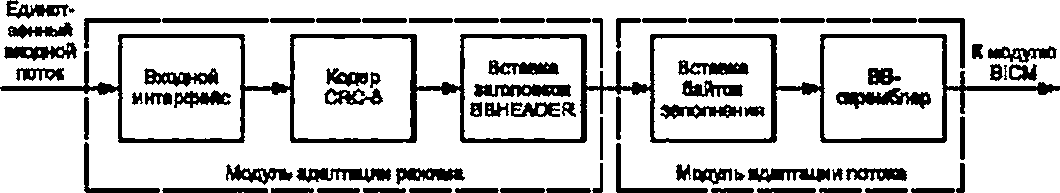 Единст-
венный
входной
поток
Входной
интерфейс
Кодер
CRC-8
Вставка
заголовков
BBHEADER
Модуль адаптации режима
Вставка
байтов
заполнения
BB-
скремблер
Модуль адаптации потока
К модулю
BICM